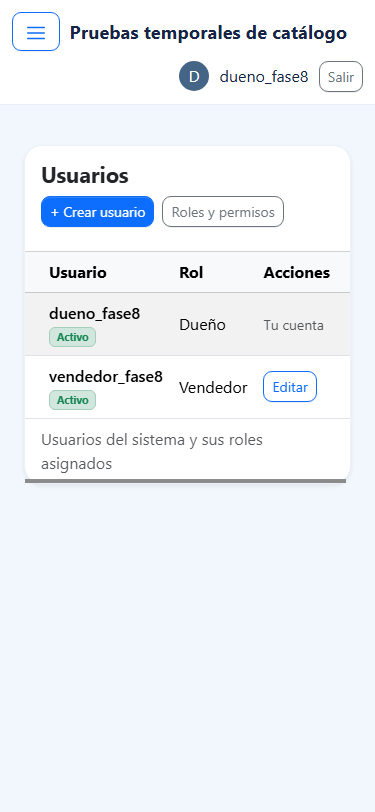 Pruebas temporales de catálogo
D dueno_fase8 Salir
Usuarios
+ Crear usuario Roles y permisos
Usuario Rol Acciones
dueno_fase8
Activo
Dueño Tu cuenta
vendedor_fase8
Activo
Vendedor Editar
Usuarios del sistema y sus roles
asignados